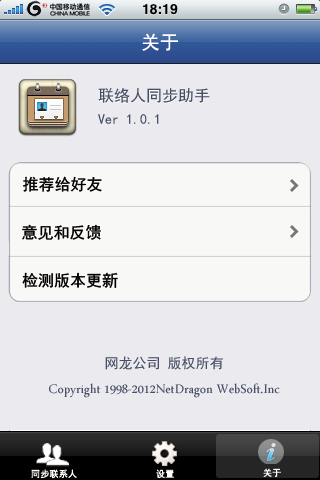 中国移动通信
CHINA MOBILE
18:19
关于
联络人同步助手
Ver 1.0.1
推荐给好友
意见和反馈
检测版本更新
网龙公司 版权所有
Copyright 1998-2012NetDragon WebSoft.Inc
同步联系人
设置
关于